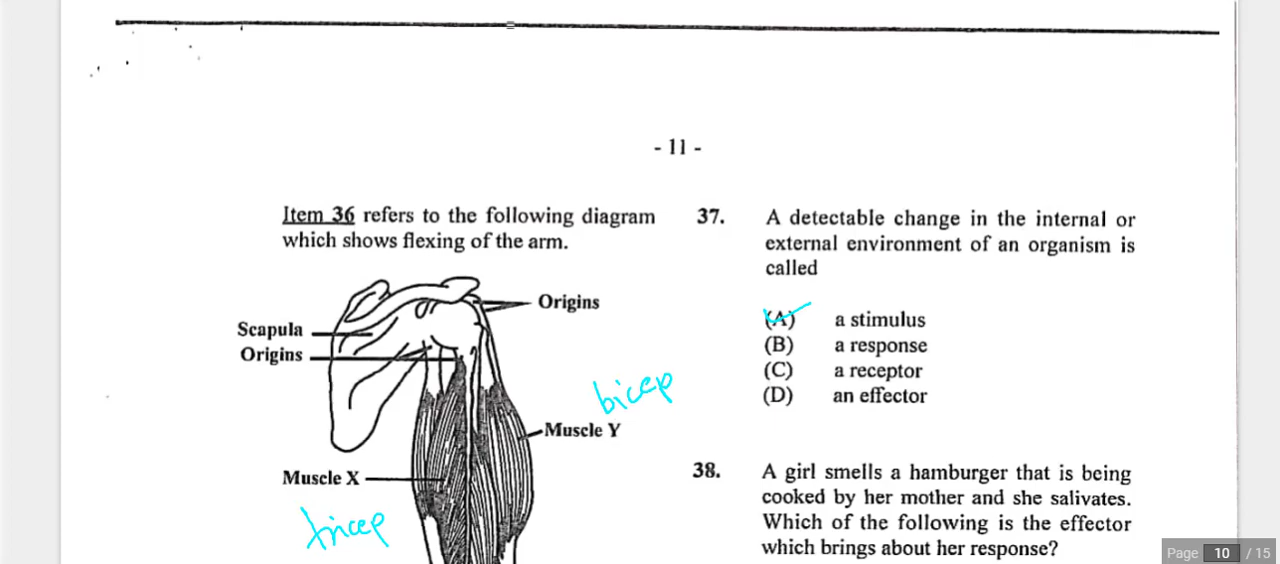 - 11 -
Item 36 refers to the following diagram
which shows flexing of the arm.
Origins
Scapula
Origins
bicep
Muscle Y
Muscle X
tricep
37. A detectable change in the internal or
external environment of an organism is
called
(A) a stimulus
(B) a response
(C) a receptor
(D) an effector
38. A girl smells a hamburger that is being
cooked by her mother and she salivates.
Which of the following is the effector
which brings about her response?
Page 10 / 15